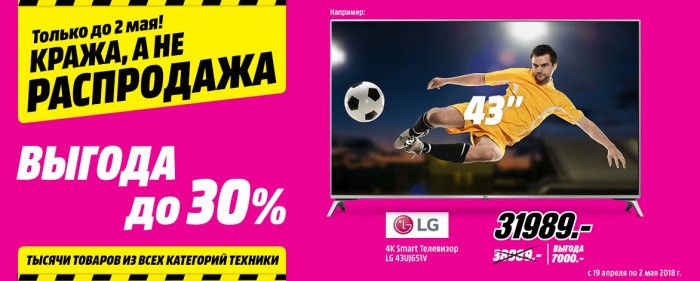 Только до 2 мая!
КРАЖА, А НЕ
РАСПРОДАЖА
ВЫГОДА
до 30%
ТЫСЯЧИ ТОВАРОВ ИЗ ВСЕХ КАТЕГОРИЙ ТЕХНИКИ
Например:
43"
LG
4K Smart Телевизор
LG 43UJ651V
31989.-
38989.-
ВЫГОДА
7000.-
с 19 апреля по 2 мая 2018 г.